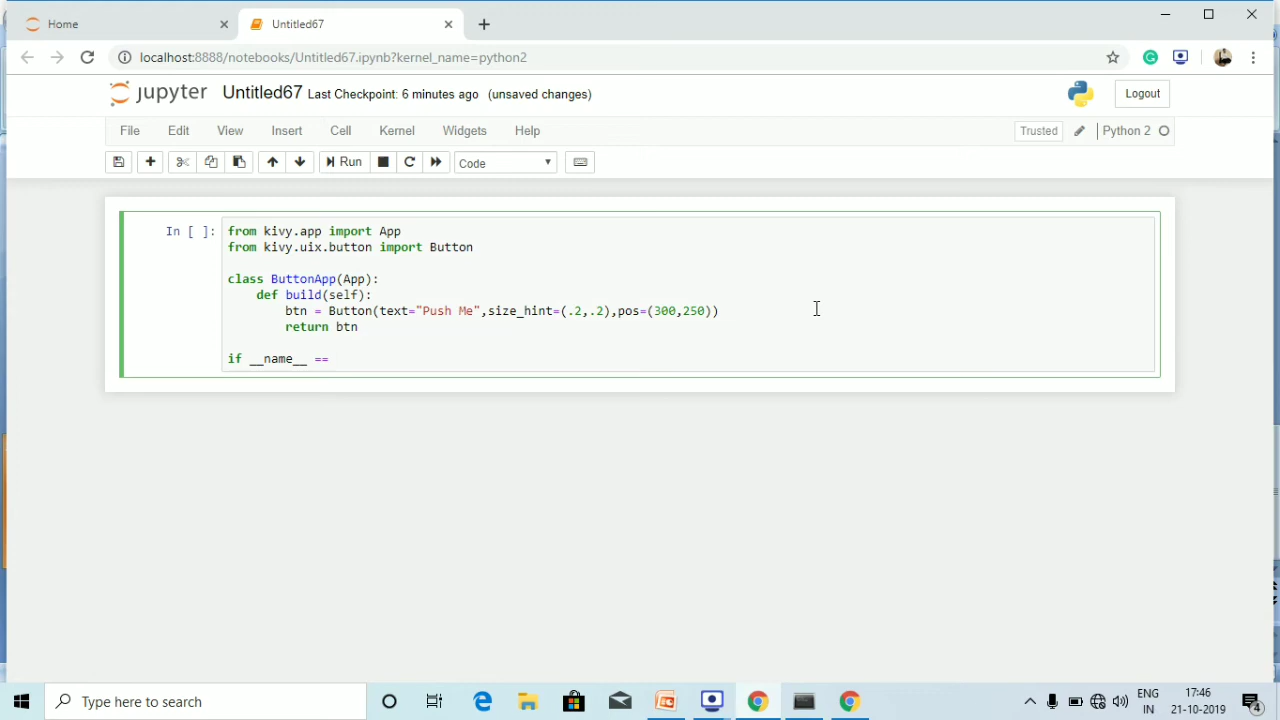 Home
Untitled67
localhost:8888/notebooks/Untitled67.ipynb?kernel_name=python2
jupyter Untitled67 Last Checkpoint: 6 minutes ago (unsaved changes)
Logout
File Edit View Insert Cell Kernel Widgets Help
Trusted
Python 2
Run
Code
In [ ]:
from kivy.app import App
from kivy.uix.button import Button
class ButtonApp(App):
    def build(self):
        btn = Button(text="Push Me",size_hint=(.2,.2),pos=(300,250))
        return btn
if __name__ ==
Type here to search
ENG
IN
17:46
21-10-2019
4